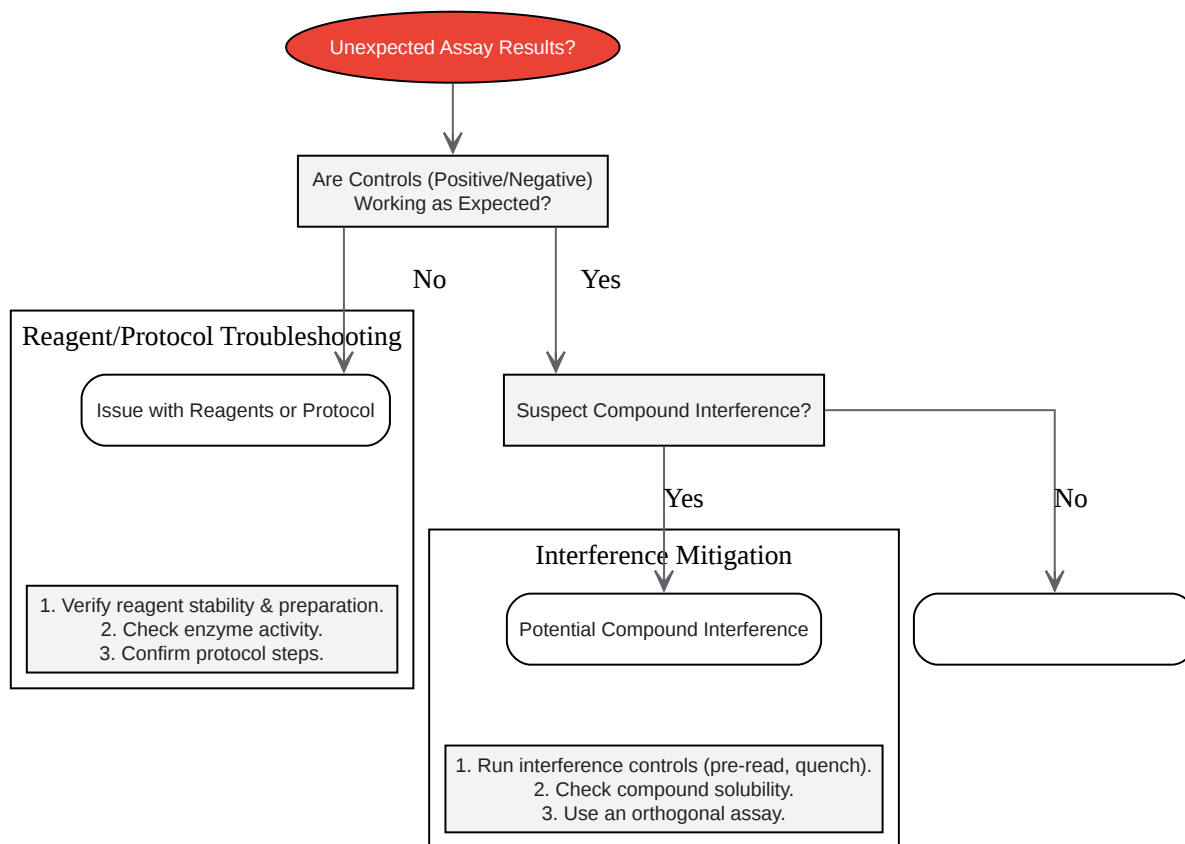 Unexpected Assay Results?
Are Controls (Positive/Negative)
Working as Expected?
No
Yes
Reagent/Protocol Troubleshooting
Issue with Reagents or Protocol
Suspect Compound Interference?
Yes
No
Interference Mitigation
1. Verify reagent stability & preparation.
2. Check enzyme activity.
3. Confirm protocol steps.
Potential Compound Interference
1. Run interference controls (pre-read, quench).
2. Check compound solubility.
3. Use an orthogonal assay.